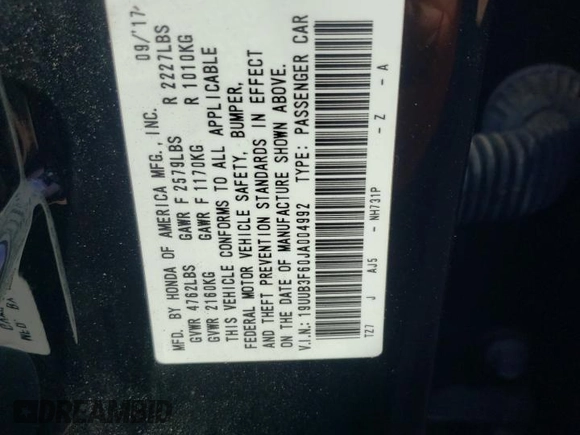 MFD. BY HONDA OF AMERICA MFG., INC. 09/'17
GVWR 4762LBS GAWR F 2579LBS R 2227LBS
GVWR 2160KG GAWR F 1170KG R 1010KG
THIS VEHICLE CONFORMS TO ALL APPLICABLE
FEDERAL MOTOR VEHICLE SAFETY, BUMPER,
AND THEFT PREVENTION STANDARDS IN EFFECT
ON THE DATE OF MANUFACTURE SHOWN ABOVE.
V.I.N.: 19UUB3F60JA004992 TYPE: PASSENGER CAR
TZ7 J AJ5 - NH731P - Z - A
DREAMBID